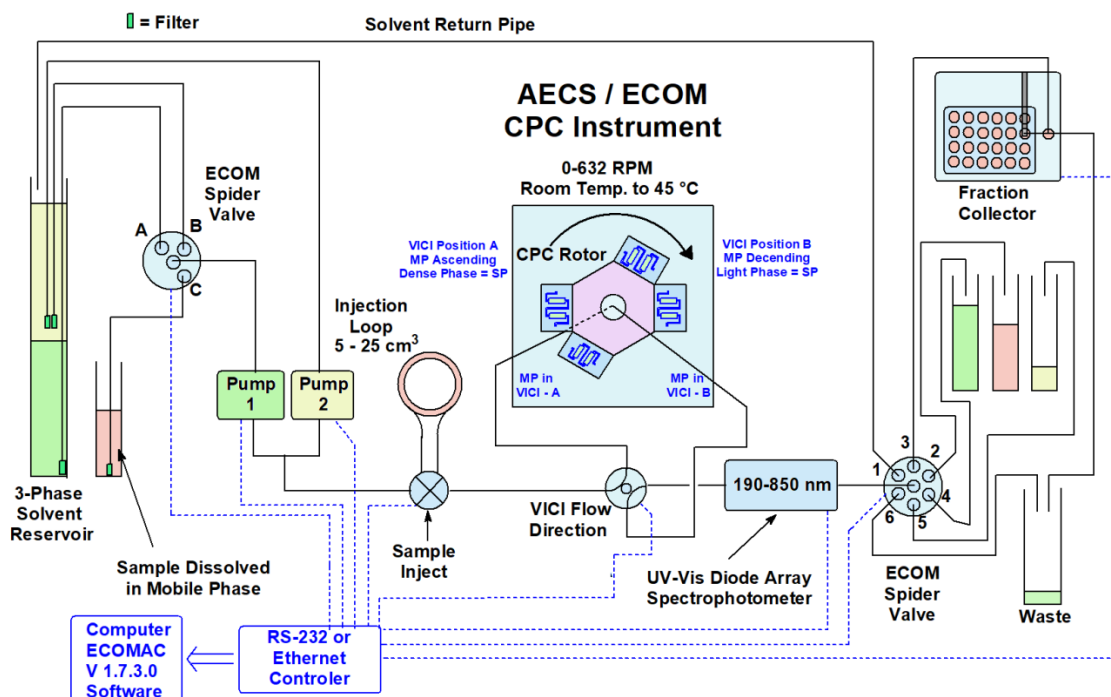 = Filter
Solvent Return Pipe
AECS / ECOM
CPC Instrument
0-632 RPM
Room Temp. to 45 °C
ECOM
Spider
Valve
A
B
C
VICI Position A
MP Ascending
Dense Phase = SP
CPC Rotor
VICI Position B
MP Decending
Light Phase = SP
MP in
VICI - A
MP in
VICI - B
Injection
Loop
5 - 25 cm³
Pump
1
Pump
2
Fraction
Collector
3-Phase
Solvent
Reservoir
Sample Dissolved
in Mobile Phase
Sample
Inject
VICI Flow
Direction
190-850 nm
UV-Vis Diode Array
Spectrophotometer
1
2
3
4
5
6
ECOM
Spider
Valve
Waste
Computer
ECOMAC
V 1.7.3.0
Software
RS-232 or
Ethernet
Controler